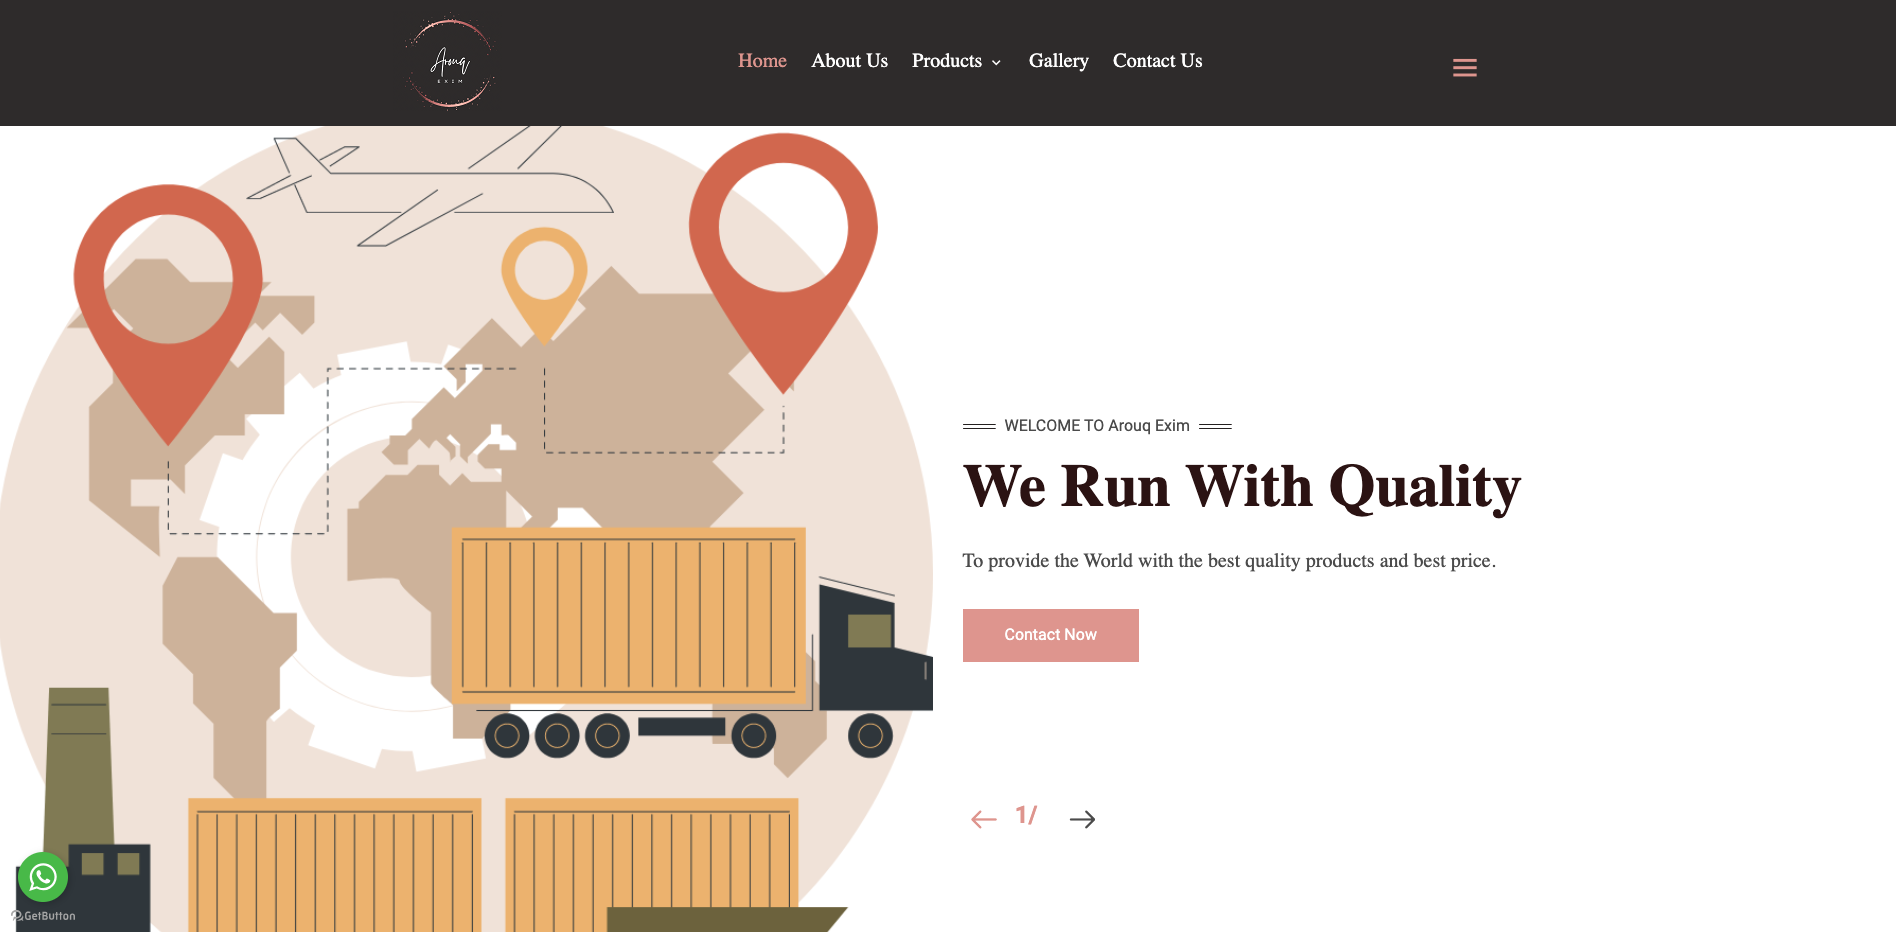 Arouq
EXIM
Home About Us Products Gallery Contact Us
WELCOME TO Arouq Exim
We Run With Quality
To provide the World with the best quality products and best price.
Contact Now
1/
GetButton